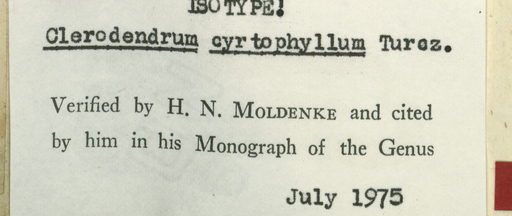 ISOTYPE!
Clerodendrum cyrtophyllum Turcz.
Verified by H. N. MOLDENKE and cited
by him in his Monograph of the Genus
July 1975